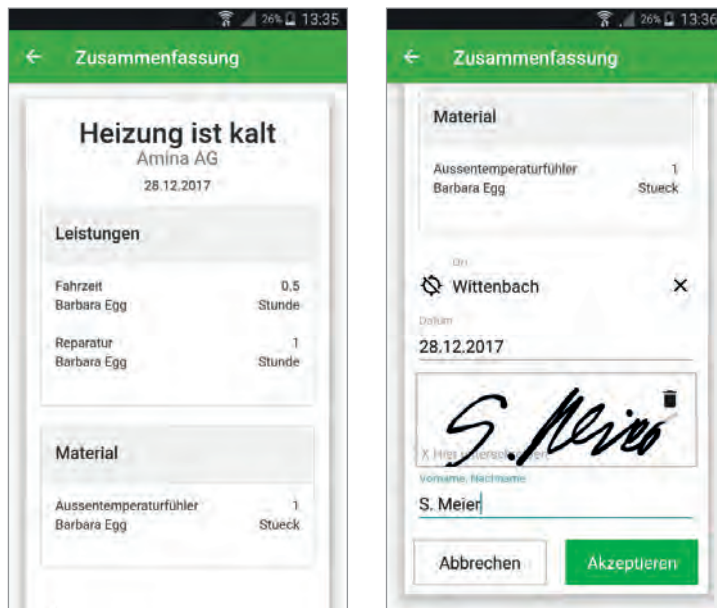 26% 13:35
Zusammenfassung
Heizung ist kalt
Amina AG
28.12.2017
Leistungen
Fahrzeit 0.5
Barbara Egg Stunde
Reparatur 1
Barbara Egg Stunde
Material
Aussentemperaturfühler 1
Barbara Egg Stueck
26% 13:36
Zusammenfassung
Material
Aussentemperaturfühler 1
Barbara Egg Stueck
Ort
Wittenbach
Datum
28.12.2017
S. Meier
X Hier unterschreiben
Vorname, Nachname
S. Meier
Abbrechen Akzeptieren